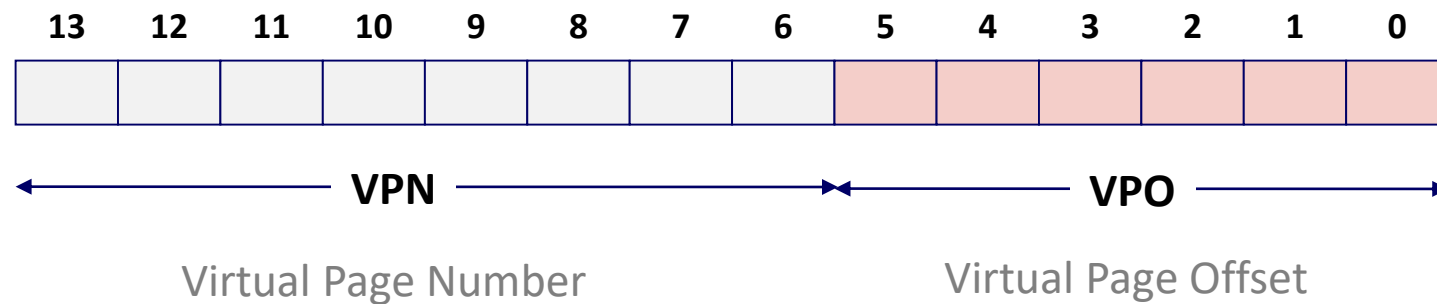 13 12 11 10 9 8 7 6 5 4 3 2 1 0
VPN VPO
Virtual Page Number Virtual Page Offset